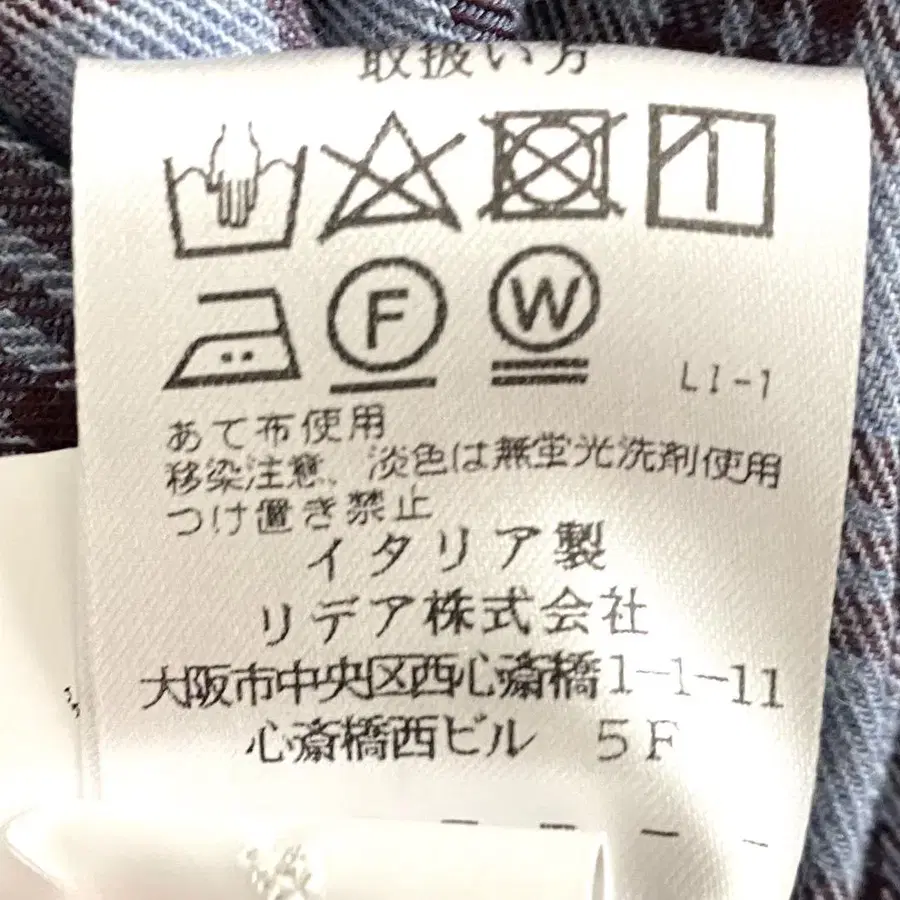 取扱い方
F W
LI-1
あて布使用
移染注意、淡色は無蛍光洗剤使用
つけ置き禁止
イタリア製
リデア株式会社
大阪市中央区西心斎橋1-1-11
心斎橋西ビル 5F